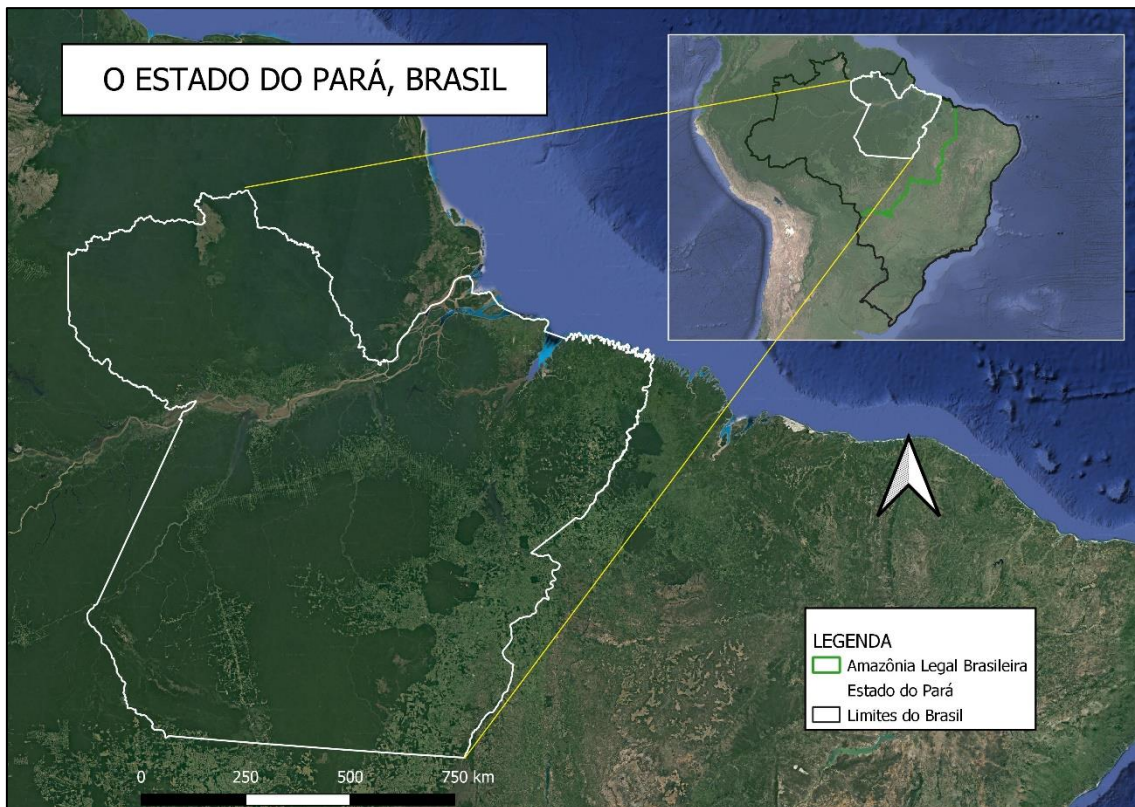 O ESTADO DO PARÁ, BRASIL
LEGENDA
Amazônia Legal Brasileira
Estado do Pará
Limites do Brasil
0 250 500 750 km